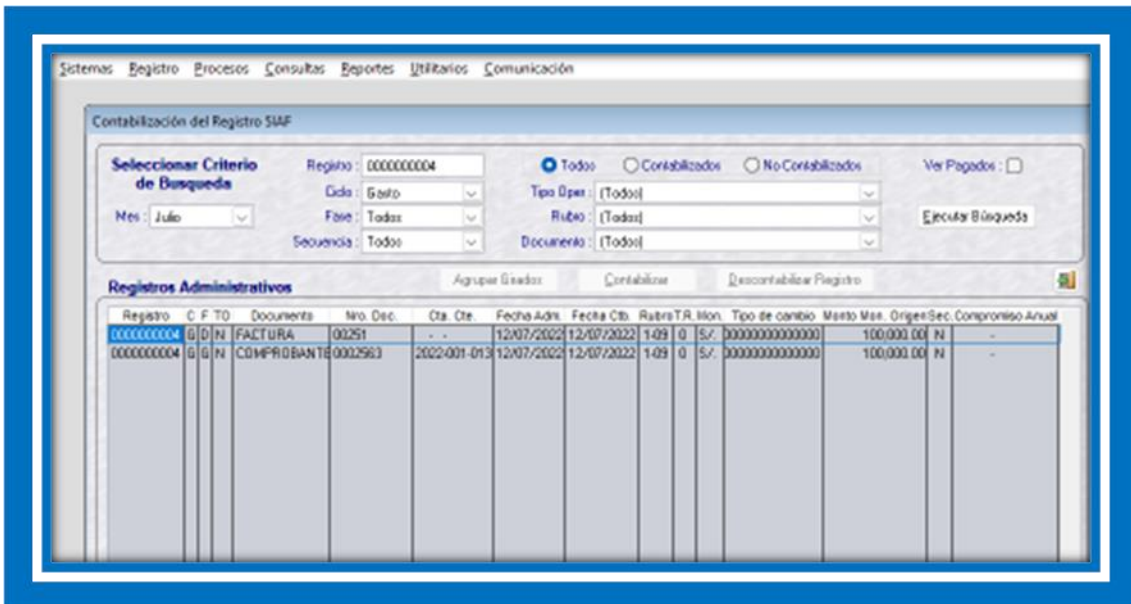 Sistemas Registro Procesos Consultas Reportes Utilitarios Comunicación
Contabilización del Registro SIAF
Seleccionar Criterio de Busqueda
Mes : Julio
Registro : 0000000004
Ciclo : Gasto
Fase : Todos
Secuencia : Todos
Todos Contabilizados No Contabilizados
Tipo Oper : (Todos)
Rubro : (Todos)
Documento : (Todos)
Ver Pagados :
Ejecutar Búsqueda
Registros Administrativos
Agrupar Girados Contabilizar Descontabilizar Registro
Registro C F TO Documento Nro. Doc. Cta. Cte. Fecha Adm. Fecha Ctb. Rubro T.R. Mon. Tipo de cambio Monto Mon. Origen Sec. Compromiso Anual
0000000004 G D N FACTURA 00251 - - 12/07/2022 12/07/2022 1-09 0 S/. 00000000000000 100,000.00 N -
0000000004 G G N COMPROBANTE 0002563 2022-001-013 12/07/2022 12/07/2022 1-09 0 S/. 00000000000000 100,000.00 N -